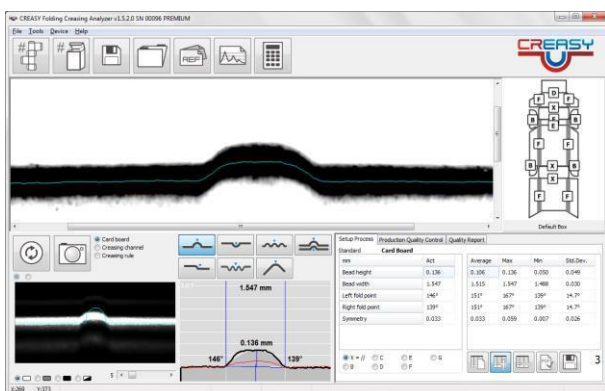 CREASY Folding Creasing Analyzer v1.5.2.0 SN 00096 PREMIUM
File Tools Device Help
# # REF
CREASY
D
F F
X
B F B
E
F F
B X B
X
F F
Default Box
Card board
Creasing channel
Creasing rule
1.547 mm
0.136 mm
146° 139°
5
Setup Process Production Quality Control Quality Report
Standard Card Board
mm Act Average Max Min Std.Dev.
Bead height 0.136 0.106 0.136 0.050 0.049
Bead width 1.547 1.515 1.547 1.488 0.030
Left fold point 146° 151° 167° 139° 14.7°
Right fold point 139° 151° 167° 139° 14.7°
Symmetry 0.033 0.033 0.059 0.007 0.026
X = // C E G
B D F
3
X:269 Y:373